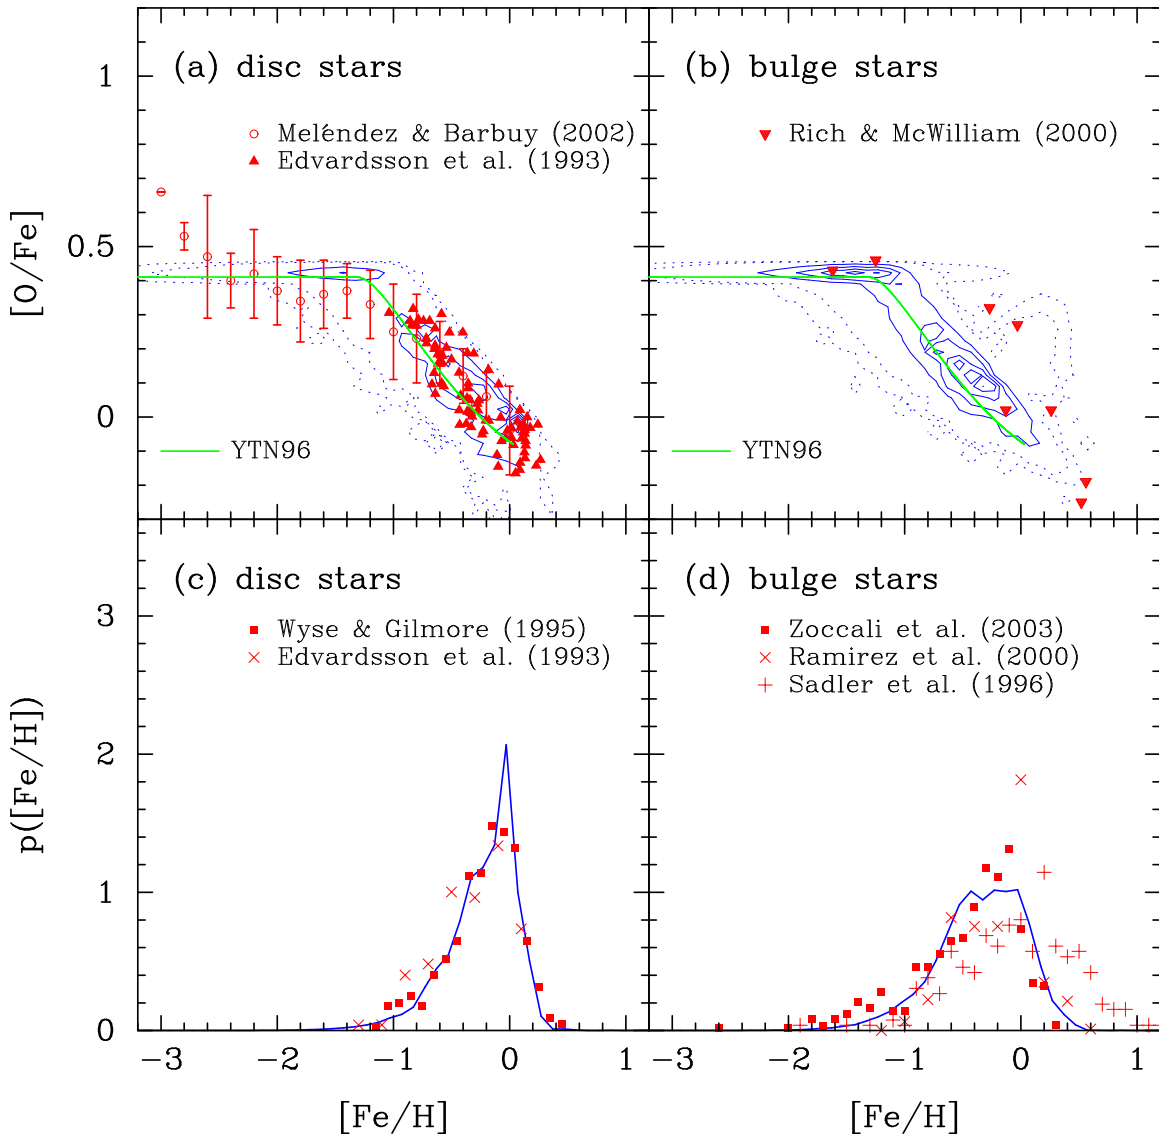 (a) disc stars
Meléndez & Barbuy (2002)
Edvardsson et al. (1993)
YTN96
1
0.5
0
[O/Fe]
(b) bulge stars
Rich & McWilliam (2000)
YTN96
(c) disc stars
Wyse & Gilmore (1995)
Edvardsson et al. (1993)
3
2
1
0
p([Fe/H])
−3 −2 −1 0 1
[Fe/H]
(d) bulge stars
Zoccali et al. (2003)
Ramirez et al. (2000)
Sadler et al. (1996)
−3 −2 −1 0 1
[Fe/H]